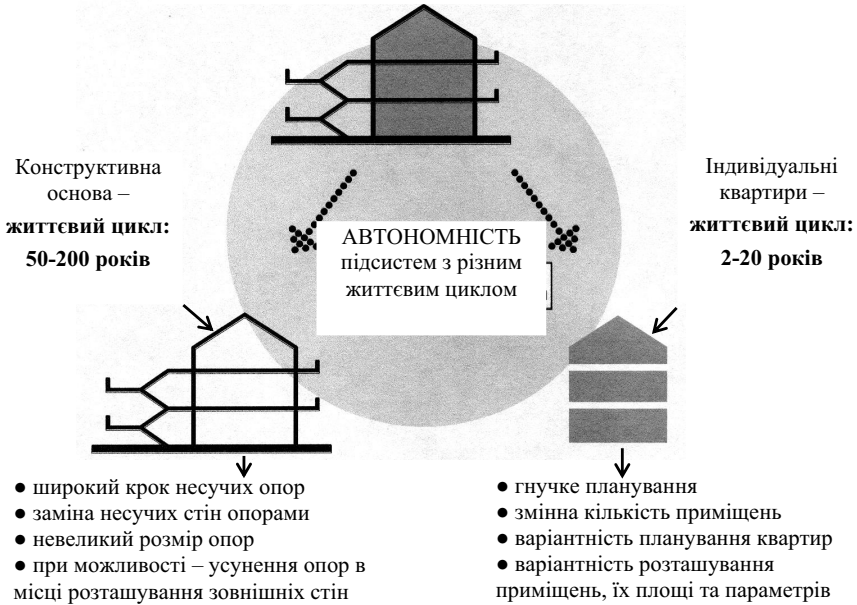 Конструктивна
основа –
життєвий цикл:
50-200 років
Індивідуальні
квартири –
життєвий цикл:
2-20 років
АВТОНОМНІСТЬ
підсистем з різним
життєвим циклом
● широкий крок несучих опор
● заміна несучих стін опорами
● невеликий розмір опор
● при можливості – усунення опор в
місці розташування зовнішніх стін
● гнучке планування
● змінна кількість приміщень
● варіантність планування квартир
● варіантність розташування
приміщень, їх площі та параметрів